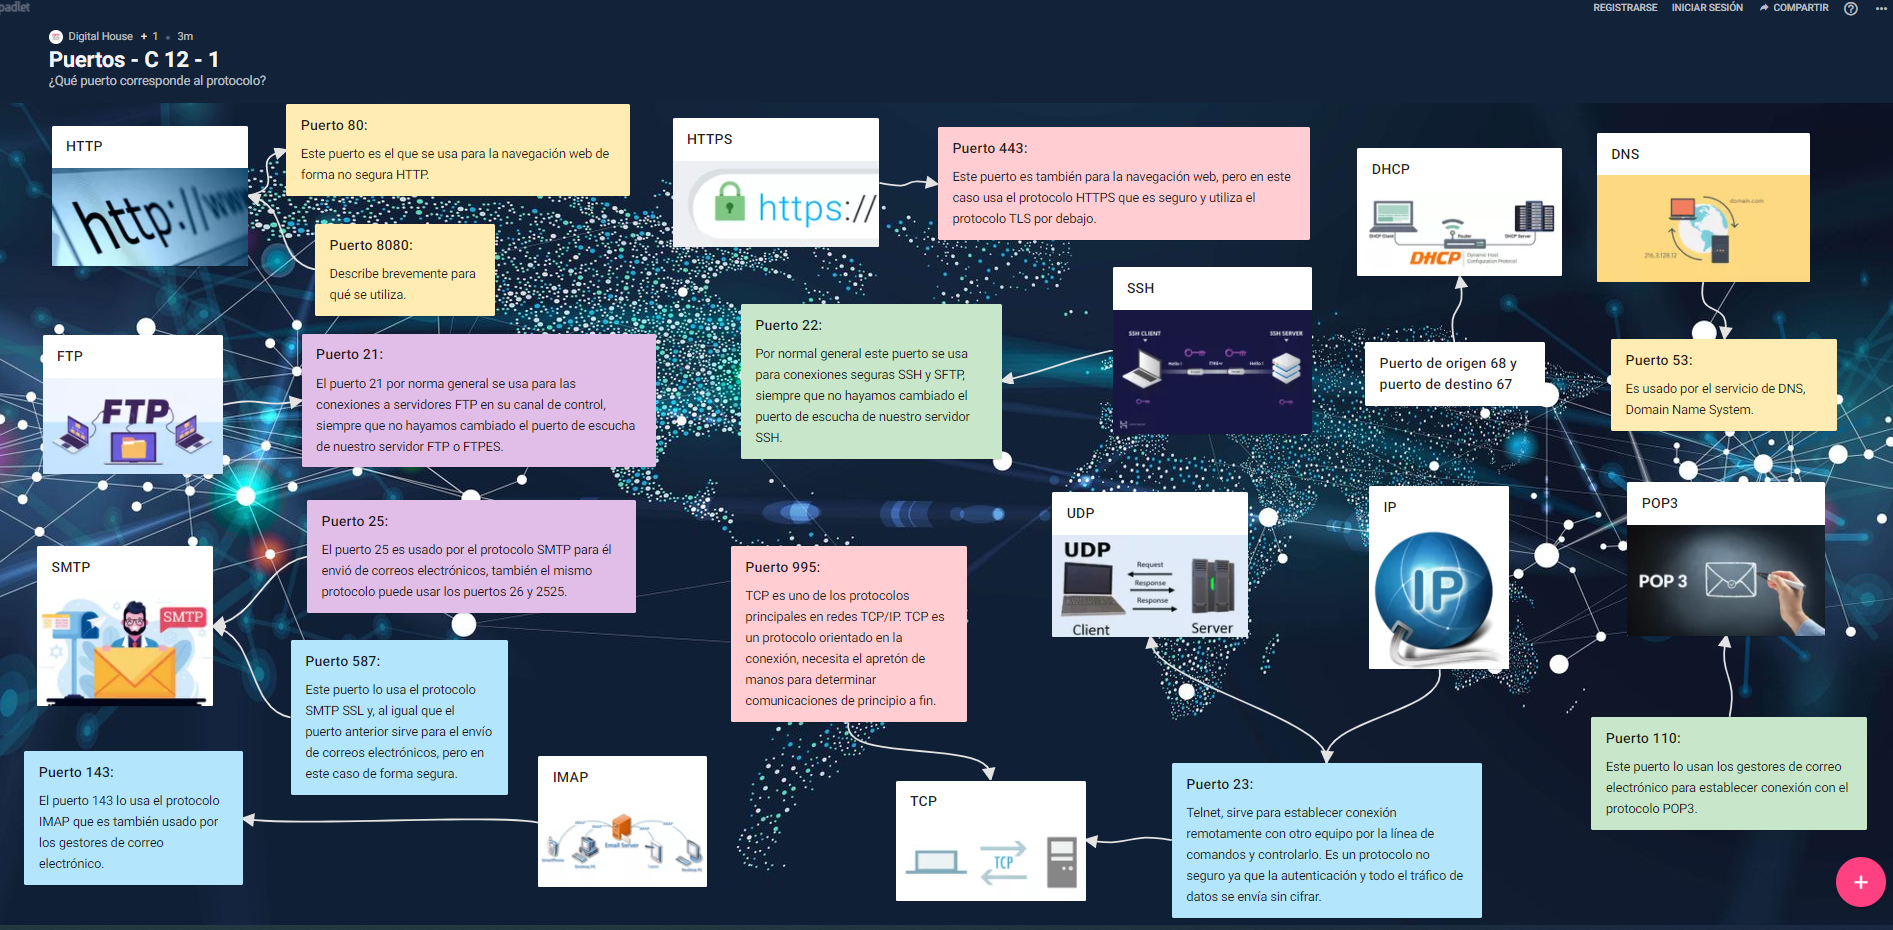 padlet
REGISTRARSE
INICIAR SESIÓN
COMPARTIR
Digital House + 1
3m
Puertos - C 12 - 1
¿Qué puerto corresponde al protocolo?
HTTP
http://ww
Puerto 80:
Este puerto es el que se usa para la navegación web de
forma no segura HTTP.
Puerto 8080:
Describe brevemente para
qué se utiliza.
HTTPS
https://
Puerto 443:
Este puerto es también para la navegación web, pero en este
caso usa el protocolo HTTPS que es seguro y utiliza el
protocolo TLS por debajo.
DHCP
DHCP Client
Router
DHCP Server
DHCP
Dynamic Host
Configuration Protocol
Puerto de origen 68 y
puerto de destino 67
DNS
domain.com
216.3.128.12
Puerto 53:
Es usado por el servicio de DNS,
Domain Name System.
FTP
FTP
Puerto 21:
El puerto 21 por norma general se usa para las
conexiones a servidores FTP en su canal de control,
siempre que no hayamos cambiado el puerto de escucha
de nuestro servidor FTP o FTPES.
Puerto 22:
Por normal general este puerto se usa
para conexiones seguras SSH y SFTP,
siempre que no hayamos cambiado el
puerto de escucha de nuestro servidor
SSH.
SSH
SSH CLIENT
SSH SERVER
Hello !
Hello !
SMTP
SMTP
Puerto 25:
El puerto 25 es usado por el protocolo SMTP para él
envió de correos electrónicos, también el mismo
protocolo puede usar los puertos 26 y 2525.
Puerto 587:
Este puerto lo usa el protocolo
SMTP SSL y, al igual que el
puerto anterior sirve para el envío
de correos electrónicos, pero en
este caso de forma segura.
Puerto 995:
TCP es uno de los protocolos
principales en redes TCP/IP. TCP es
un protocolo orientado en la
conexión, necesita el apretón de
manos para determinar
comunicaciones de principio a fin.
UDP
UDP
Request
Response
Response
Client
Server
IP
IP
POP3
POP 3
Puerto 110:
Este puerto lo usan los gestores de correo
electrónico para establecer conexión con el
protocolo POP3.
Puerto 143:
El puerto 143 lo usa el protocolo
IMAP que es también usado por
los gestores de correo
electrónico.
IMAP
Email Server
TCP
TCP
Puerto 23:
Telnet, sirve para establecer conexión
remotamente con otro equipo por la línea de
comandos y controlarlo. Es un protocolo no
seguro ya que la autenticación y todo el tráfico de
datos se envía sin cifrar.